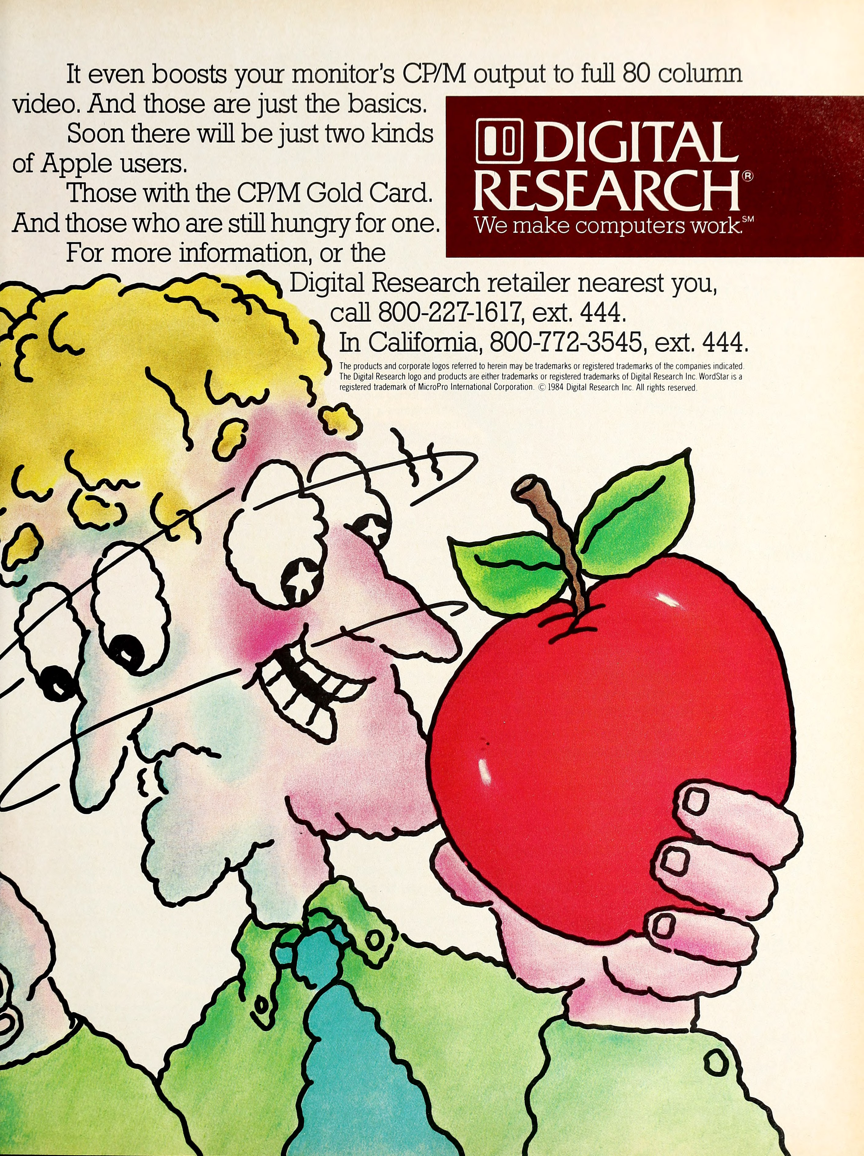 It even boosts your monitor's CP/M output to full 80 column
video. And those are just the basics.
Soon there will be just two kinds
of Apple users.
Those with the CP/M Gold Card.
And those who are still hungry for one.
For more information, or the
Digital Research retailer nearest you,
call 800-227-1617, ext. 444.
In California, 800-772-3545, ext. 444.
The products and corporate logos referred to herein may be trademarks or registered trademarks of the companies indicated.
The Digital Research logo and products are either trademarks or registered trademarks of Digital Research Inc. WordStar is a
registered trademark of MicroPro International Corporation. © 1984 Digital Research Inc. All rights reserved.
DIGITAL
RESEARCH®
We make computers work.℠